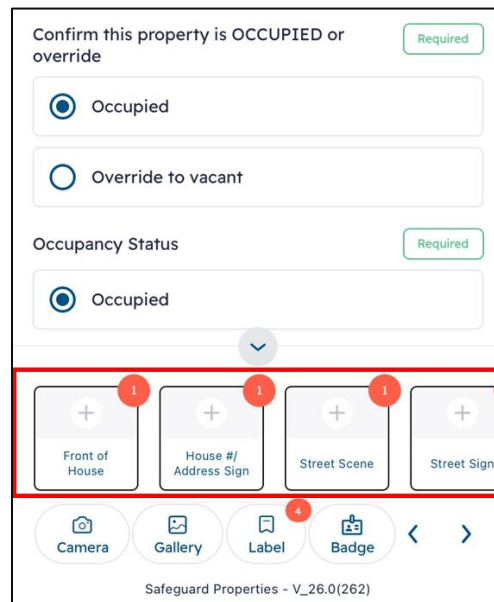 Confirm this property is OCCUPIED or
override
Required
Occupied
Override to vacant
Occupancy Status
Required
Occupied
1
1
1
Front of
House
House #/
Address Sign
Street Scene
Street Sign
4
Camera
Gallery
Label
Badge
Safeguard Properties - V_26.0(262)